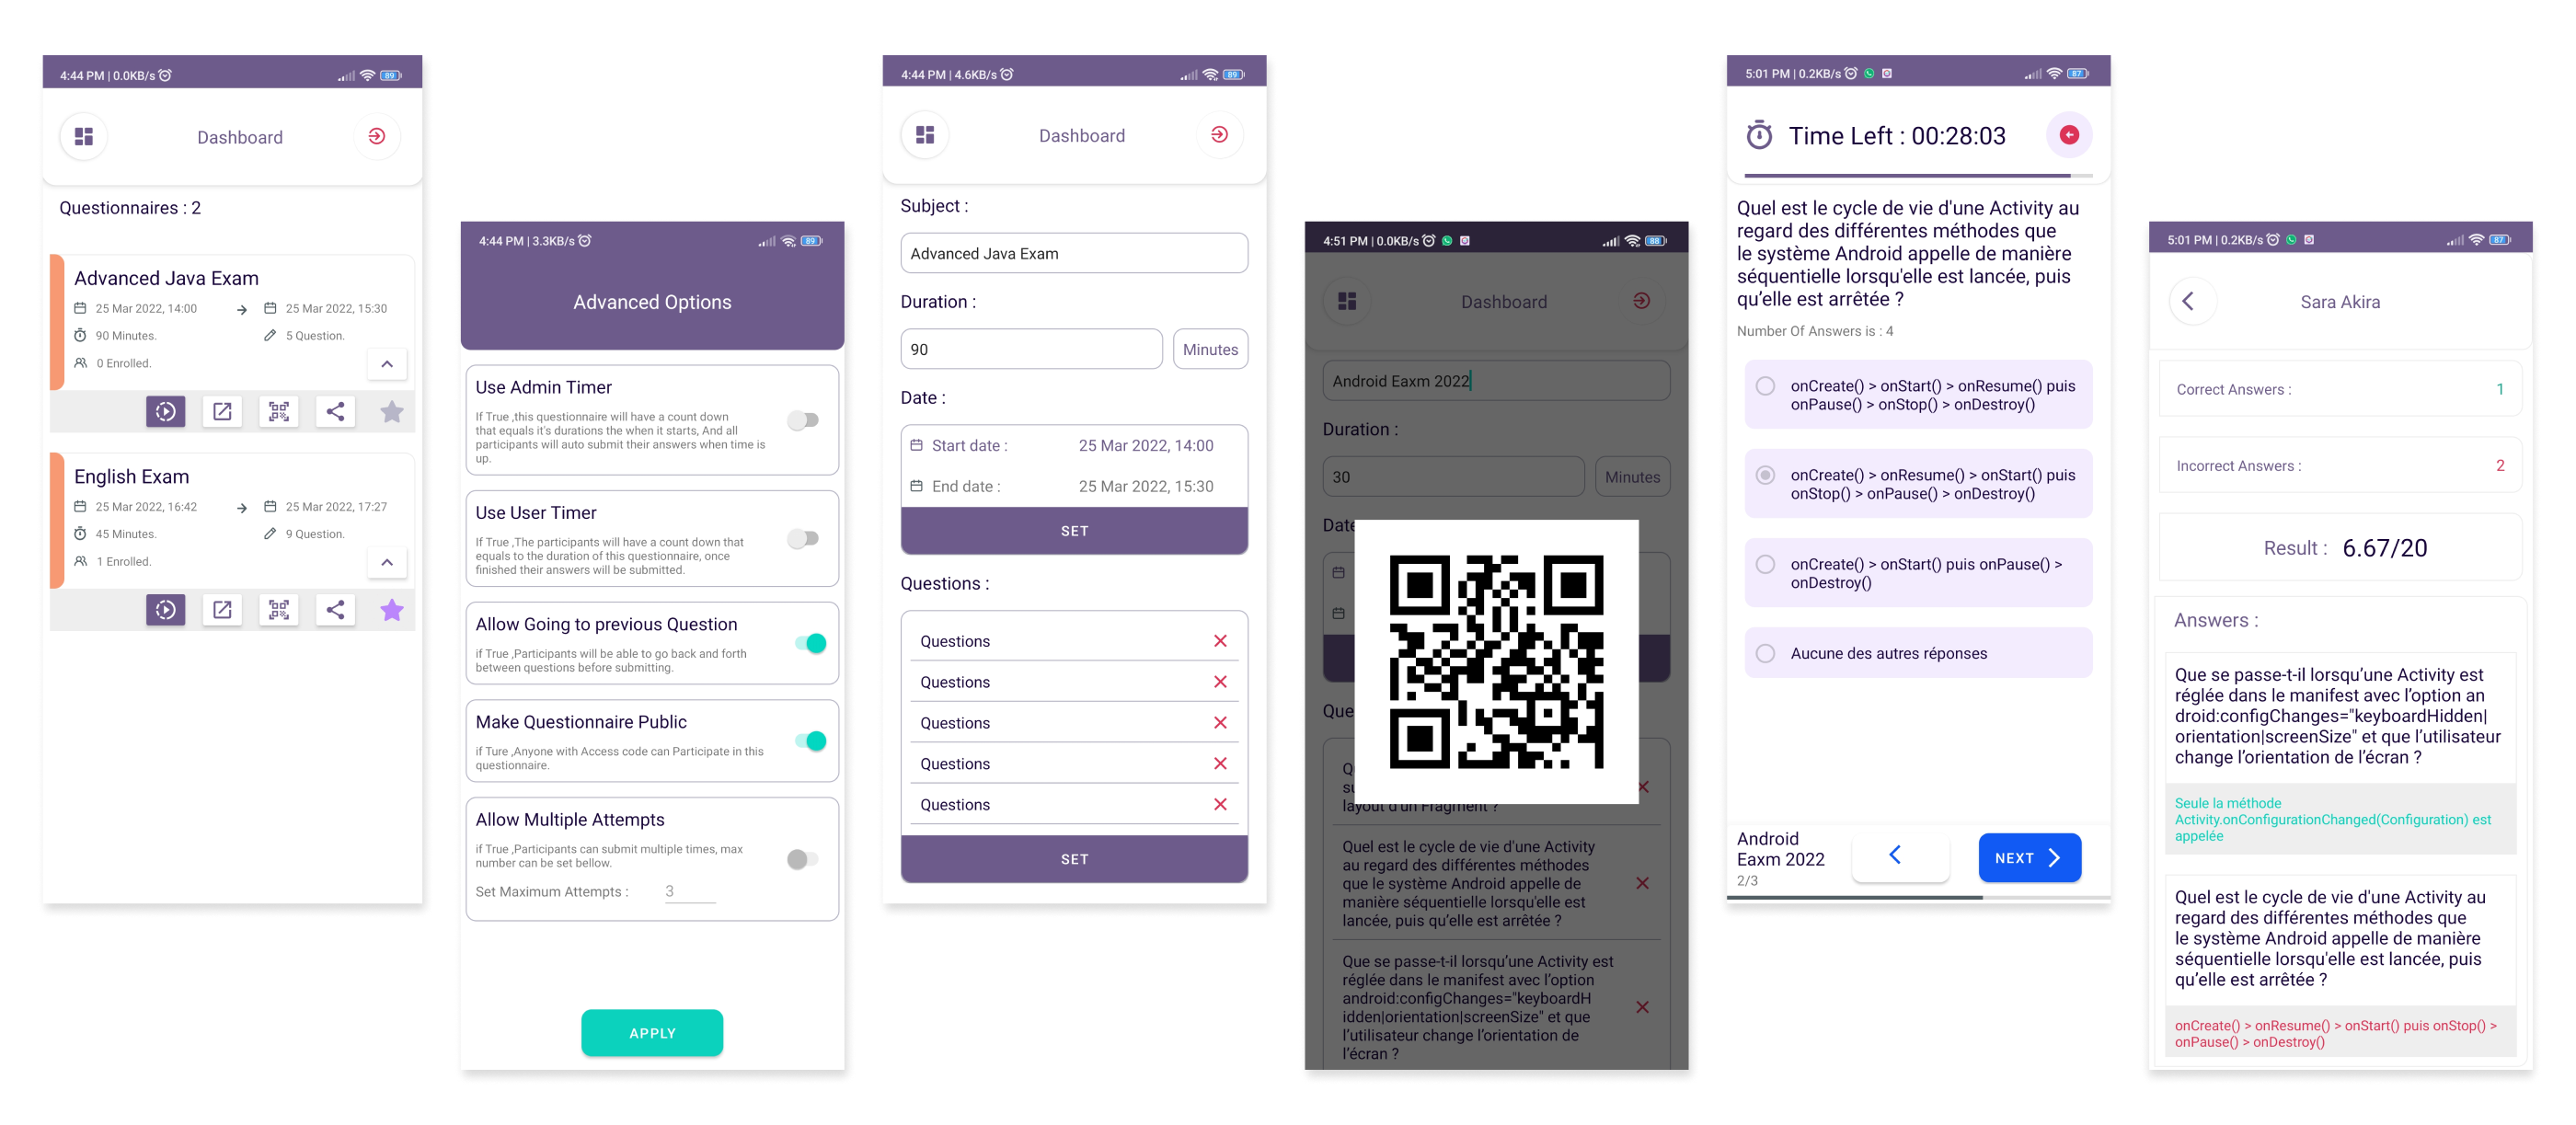 4:44 PM | 0.0KB/s
89
Dashboard
Questionnaires : 2
Advanced Java Exam
25 Mar 2022, 14:00
25 Mar 2022, 15:30
90 Minutes.
5 Question.
0 Enrolled.
English Exam
25 Mar 2022, 16:42
25 Mar 2022, 17:27
45 Minutes.
9 Question.
1 Enrolled.
4:44 PM | 3.3KB/s
89
Advanced Options
Use Admin Timer
If True ,this questionnaire will have a count down
that equals it's durations the when it starts, And all
participants will auto submit their answers when time is
up.
Use User Timer
If True ,The participants will have a count down that
equals to the duration of this questionnaire, once
finished their answers will be submitted.
Allow Going to previous Question
if True ,Participants will be able to go back and forth
between questions before submitting.
Make Questionnaire Public
if Ture ,Anyone with Access code can Participate in this
questionnaire.
Allow Multiple Attempts
if True ,Participants can submit multiple times, max
number can be set bellow.
Set Maximum Attempts :
3
APPLY
4:44 PM | 4.6KB/s
89
Dashboard
Subject :
Advanced Java Exam
Duration :
90
Minutes
Date :
Start date :
25 Mar 2022, 14:00
End date :
25 Mar 2022, 15:30
SET
Questions :
Questions
Questions
Questions
Questions
Questions
SET
4:51 PM | 0.0KB/s
88
Dashboard
Android Eaxm 2022
Duration :
30
Minutes
Date
Que
Q
su
layout d'un Fragment ?
Quel est le cycle de vie d'une Activity
au regard des différentes méthodes
que le système Android appelle de
manière séquentielle lorsqu'elle est
lancée, puis qu'elle est arrêtée ?
Que se passe-t-il lorsqu'une Activity est
réglée dans le manifest avec l'option
android:configChanges="keyboardH
idden|orientation|screenSize" et que
l'utilisateur change l'orientation de
l'écran ?
5:01 PM | 0.2KB/s
87
Time Left : 00:28:03
Quel est le cycle de vie d'une Activity au
regard des différentes méthodes que
le système Android appelle de manière
séquentielle lorsqu'elle est lancée, puis
qu'elle est arrêtée ?
Number Of Answers is : 4
onCreate() > onStart() > onResume() puis
onPause() > onStop() > onDestroy()
onCreate() > onResume() > onStart() puis
onStop() > onPause() > onDestroy()
onCreate() > onStart() puis onPause() >
onDestroy()
Aucune des autres réponses
Android
Eaxm 2022
2/3
NEXT
5:01 PM | 0.2KB/s
87
Sara Akira
Correct Answers :
1
Incorrect Answers :
2
Result : 6.67/20
Answers :
Que se passe-t-il lorsqu'une Activity est
réglée dans le manifest avec l'option an
droid:configChanges="keyboardHidden|
orientation|screenSize" et que l'utilisateur
change l'orientation de l'écran ?
Seule la méthode
Activity.onConfigurationChanged(Configuration) est
appelée
Quel est le cycle de vie d'une Activity au
regard des différentes méthodes que
le système Android appelle de manière
séquentielle lorsqu'elle est lancée, puis
qu'elle est arrêtée ?
onCreate() > onResume() > onStart() puis onStop() >
onPause() > onDestroy()